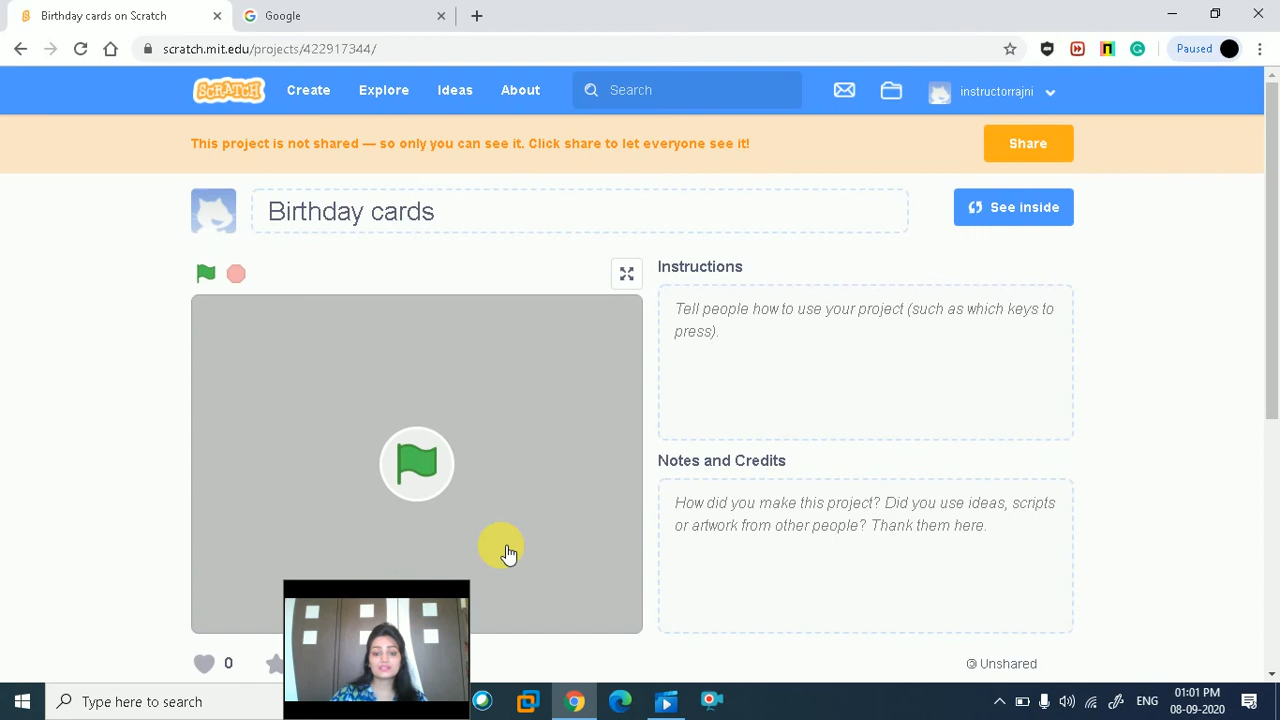 Birthday cards on Scratch
Google
scratch.mit.edu/projects/422917344/
Paused
SCRATCH
Create
Explore
Ideas
About
Search
instructorrajni
This project is not shared — so only you can see it. Click share to let everyone see it!
Share
Birthday cards
See inside
Instructions
Tell people how to use your project (such as which keys to
press).
Notes and Credits
How did you make this project? Did you use ideas, scripts
or artwork from other people? Thank them here.
0
Unshared
Type here to search
ENG
01:01 PM
08-09-2020